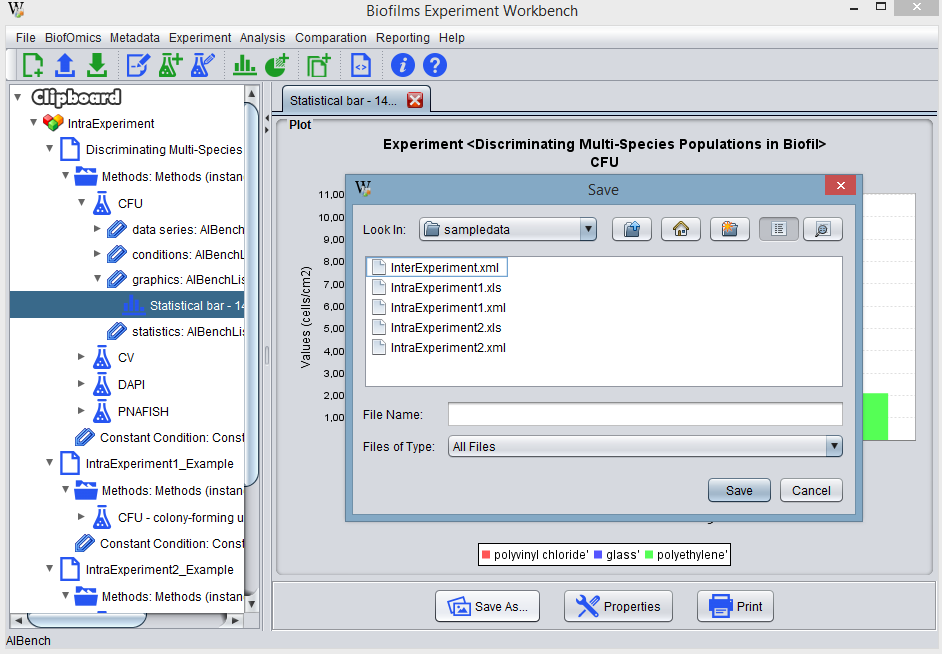 Biofilms Experiment Workbench
File BiofOmics Metadata Experiment Analysis Comparation Reporting Help
Clipboard
IntraExperiment
Discriminating Multi-Species
Methods: Methods (instan
CFU
data series: AIBench
conditions: AIBenchL
graphics: AIBenchLis
Statistical bar - 14
statistics: AIBenchLis
CV
DAPI
PNAFISH
Constant Condition: Const
IntraExperiment1_Example
Methods: Methods (instan
CFU - colony-forming u
Constant Condition: Const
IntraExperiment2_Example
Methods: Methods (instan
Statistical bar - 14...
Plot
Experiment <Discriminating Multi-Species Populations in Biofil>
CFU
Values (cells/cm2)
11,00
10,00
9,00
8,00
7,00
6,00
5,00
4,00
3,00
2,00
1,00
Save
Look In: sampledata
InterExperiment.xml
IntraExperiment1.xls
IntraExperiment1.xml
IntraExperiment2.xls
IntraExperiment2.xml
File Name:
Files of Type: All Files
Save Cancel
polyvinyl chloride' glass' polyethylene'
Save As... Properties Print
AIBench